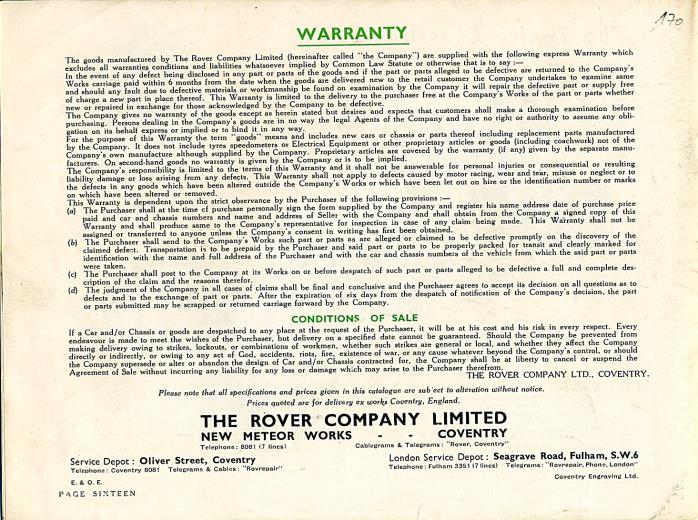 170
WARRANTY
The goods manufactured by The Rover Company Limited (hereinafter called "the Company") are supplied with the following express Warranty which
excludes all warranties conditions and liabilities whatsoever implied by Common Law Statute or otherwise that is to say :—
In the event of any defect being disclosed in any part or parts of the goods and if the part or parts alleged to be defective are returned to the Company's
Works carriage paid within 6 months from the date when the goods are delivered new to the retail customer the Company undertakes to examine same
and should any fault due to defective materials or workmanship be found on examination by the Company it will repair the defective part or supply free
of charge a new part in place thereof. This Warranty is limited to the delivery to the purchaser free at the Company's Works of the part or parts whether
new or repaired in exchange for those acknowledged by the Company to be defective.
The Company gives no warranty of the goods except as herein stated but desires and expects that customers shall make a thorough examination before
purchasing. Persons dealing in the Company's goods are in no way the legal Agents of the Company and have no right or authority to assume any obli-
gation on its behalf express or implied or to bind it in any way.
For the purpose of this Warranty the term "goods" means and includes new cars or chassis or parts thereof including replacement parts manufactured
by the Company. It does not include tyres speedometers or Electrical Equipment or other proprietary articles or goods (including coachwork) not of the
Company's own manufacture although supplied by the Company. Proprietary articles are covered by the warranty (if any) given by the separate manu-
facturers. On second-hand goods no warranty is given by the Company or is to be implied.
The Company's responsibility is limited to the terms of this Warranty and it shall not be answerable for personal injuries or consequential or resulting
liability damage or loss arising from any defects. This Warranty shall not apply to defects caused by motor racing, wear and tear, misuse or neglect or to
the defects in any goods which have been altered outside the Company's Works or which have been let out on hire or the identification number or marks
on which have been altered or removed.
This Warranty is dependent upon the strict observance by the Purchaser of the following provisions :—
(a) The Purchaser shall at the time of purchase personally sign the form supplied by the Company and register his name address date of purchase price
paid and car and chassis numbers and name and address of Seller with the Company and shall obtain from the Company a signed copy of this
Warranty and shall produce same to the Company's representative for inspection in case of any claim being made. This Warranty shall not be
assigned or transferred to anyone unless the Company's consent in writing has first been obtained.
(b) The Purchaser shall send to the Company's Works such part or parts as are alleged or claimed to be defective promptly on the discovery of the
claimed defect. Transportation is to be prepaid by the Purchaser and said part or parts to be properly packed for transit and clearly marked for
identification with the name and full address of the Purchaser and with the car and chassis numbers of the vehicle from which the said part or parts
were taken.
(c) The Purchaser shall post to the Company at its Works on or before despatch of such part or parts alleged to be defective a full and complete des-
cription of the claim and the reasons therefor.
(d) The judgment of the Company in all cases of claims shall be final and conclusive and the Purchaser agrees to accept its decision on all questions as to
defects and to the exchange of part or parts. After the expiration of six days from the despatch of notification of the Company's decision, the part
or parts submitted may be scrapped or returned carriage forward by the Company.
CONDITIONS OF SALE
If a Car and/or Chassis or goods are despatched to any place at the request of the Purchaser, it will be at his cost and his risk in every respect. Every
endeavour is made to meet the wishes of the Purchaser, but delivery on a specified date cannot be guaranteed. Should the Company be prevented from
making delivery owing to strikes, lockouts, or combinations of workmen, whether such strikes are general or local, and whether they affect the Company
directly or indirectly, or owing to any act of God, accidents, riots, fire, existence of war, or any cause whatever beyond the Company's control, or should
the Company supersede or alter or abandon the design of Car and/or Chassis contracted for, the Company shall be at liberty to cancel or suspend the
Agreement of Sale without incurring any liability for any loss or damage which may arise to the Purchaser therefrom.
THE ROVER COMPANY LTD., COVENTRY.
Please note that all specifications and prices given in this catalogue are subject to alteration without notice.
Prices quoted are for delivery ex works Coventry, England.
THE ROVER COMPANY LIMITED
NEW METEOR WORKS - - COVENTRY
Telephone: 8081 (7 lines) Cablegrams & Telegrams: "Rover, Coventry"
Service Depot : Oliver Street, Coventry
Telephone: Coventry 8081 Telegrams & Cables: "Rovrepair"
London Service Depot : Seagrave Road, Fulham, S.W.6
Telephone: Fulham 3351 (7 lines) Telegrams: "Rovrepair, Phone, London"
E. & O. E.
Coventry Engraving Ltd.
PAGE SIXTEEN